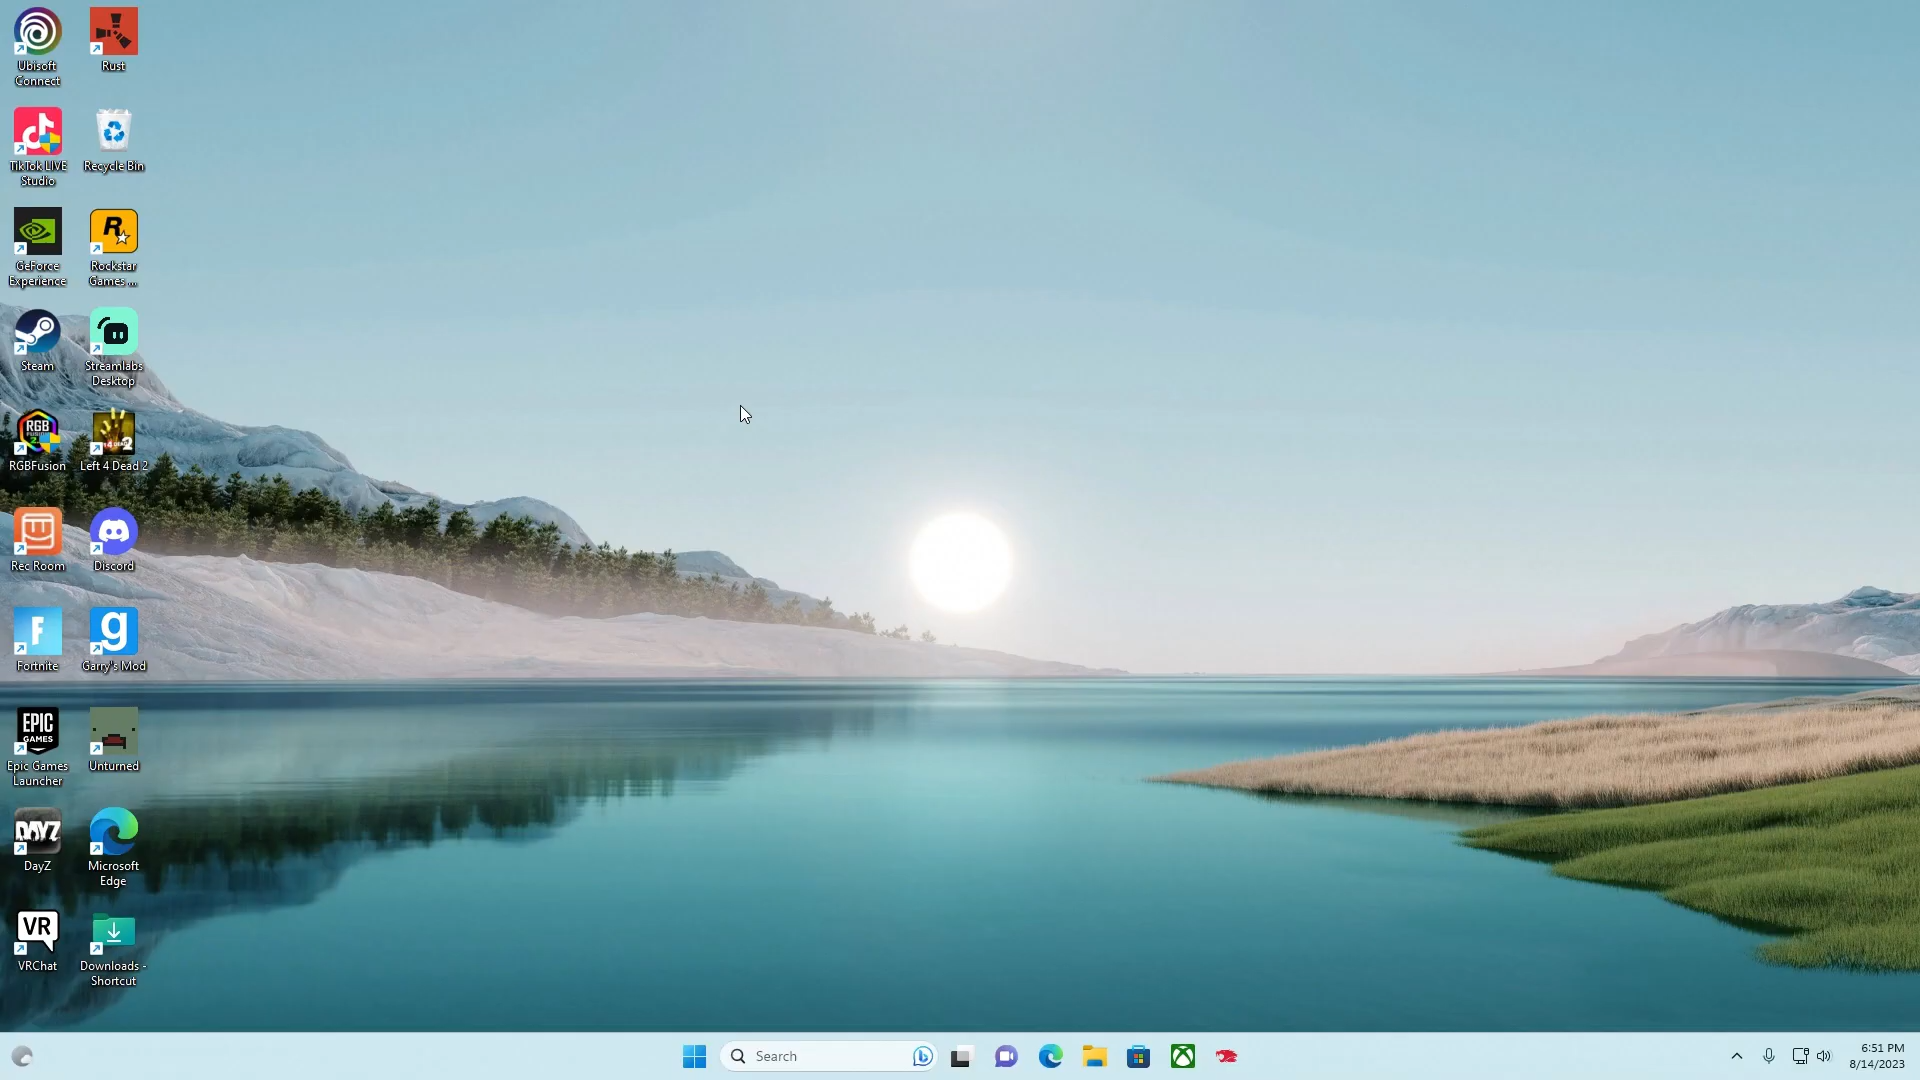 Ubisoft
Connect
Rust
TikTok LIVE
Studio
Recycle Bin
GeForce
Experience
R
Rockstar
Games ...
Steam
Streamlabs
Desktop
RGB
RGBFusion
Left 4 Dead 2
Rec Room
Discord
F
Fortnite
g
Garry's Mod
EPIC
GAMES
Epic Games
Launcher
Unturned
DAYZ
DayZ
Microsoft
Edge
VR
VRChat
Downloads -
Shortcut
Search
6:51 PM
8/14/2023